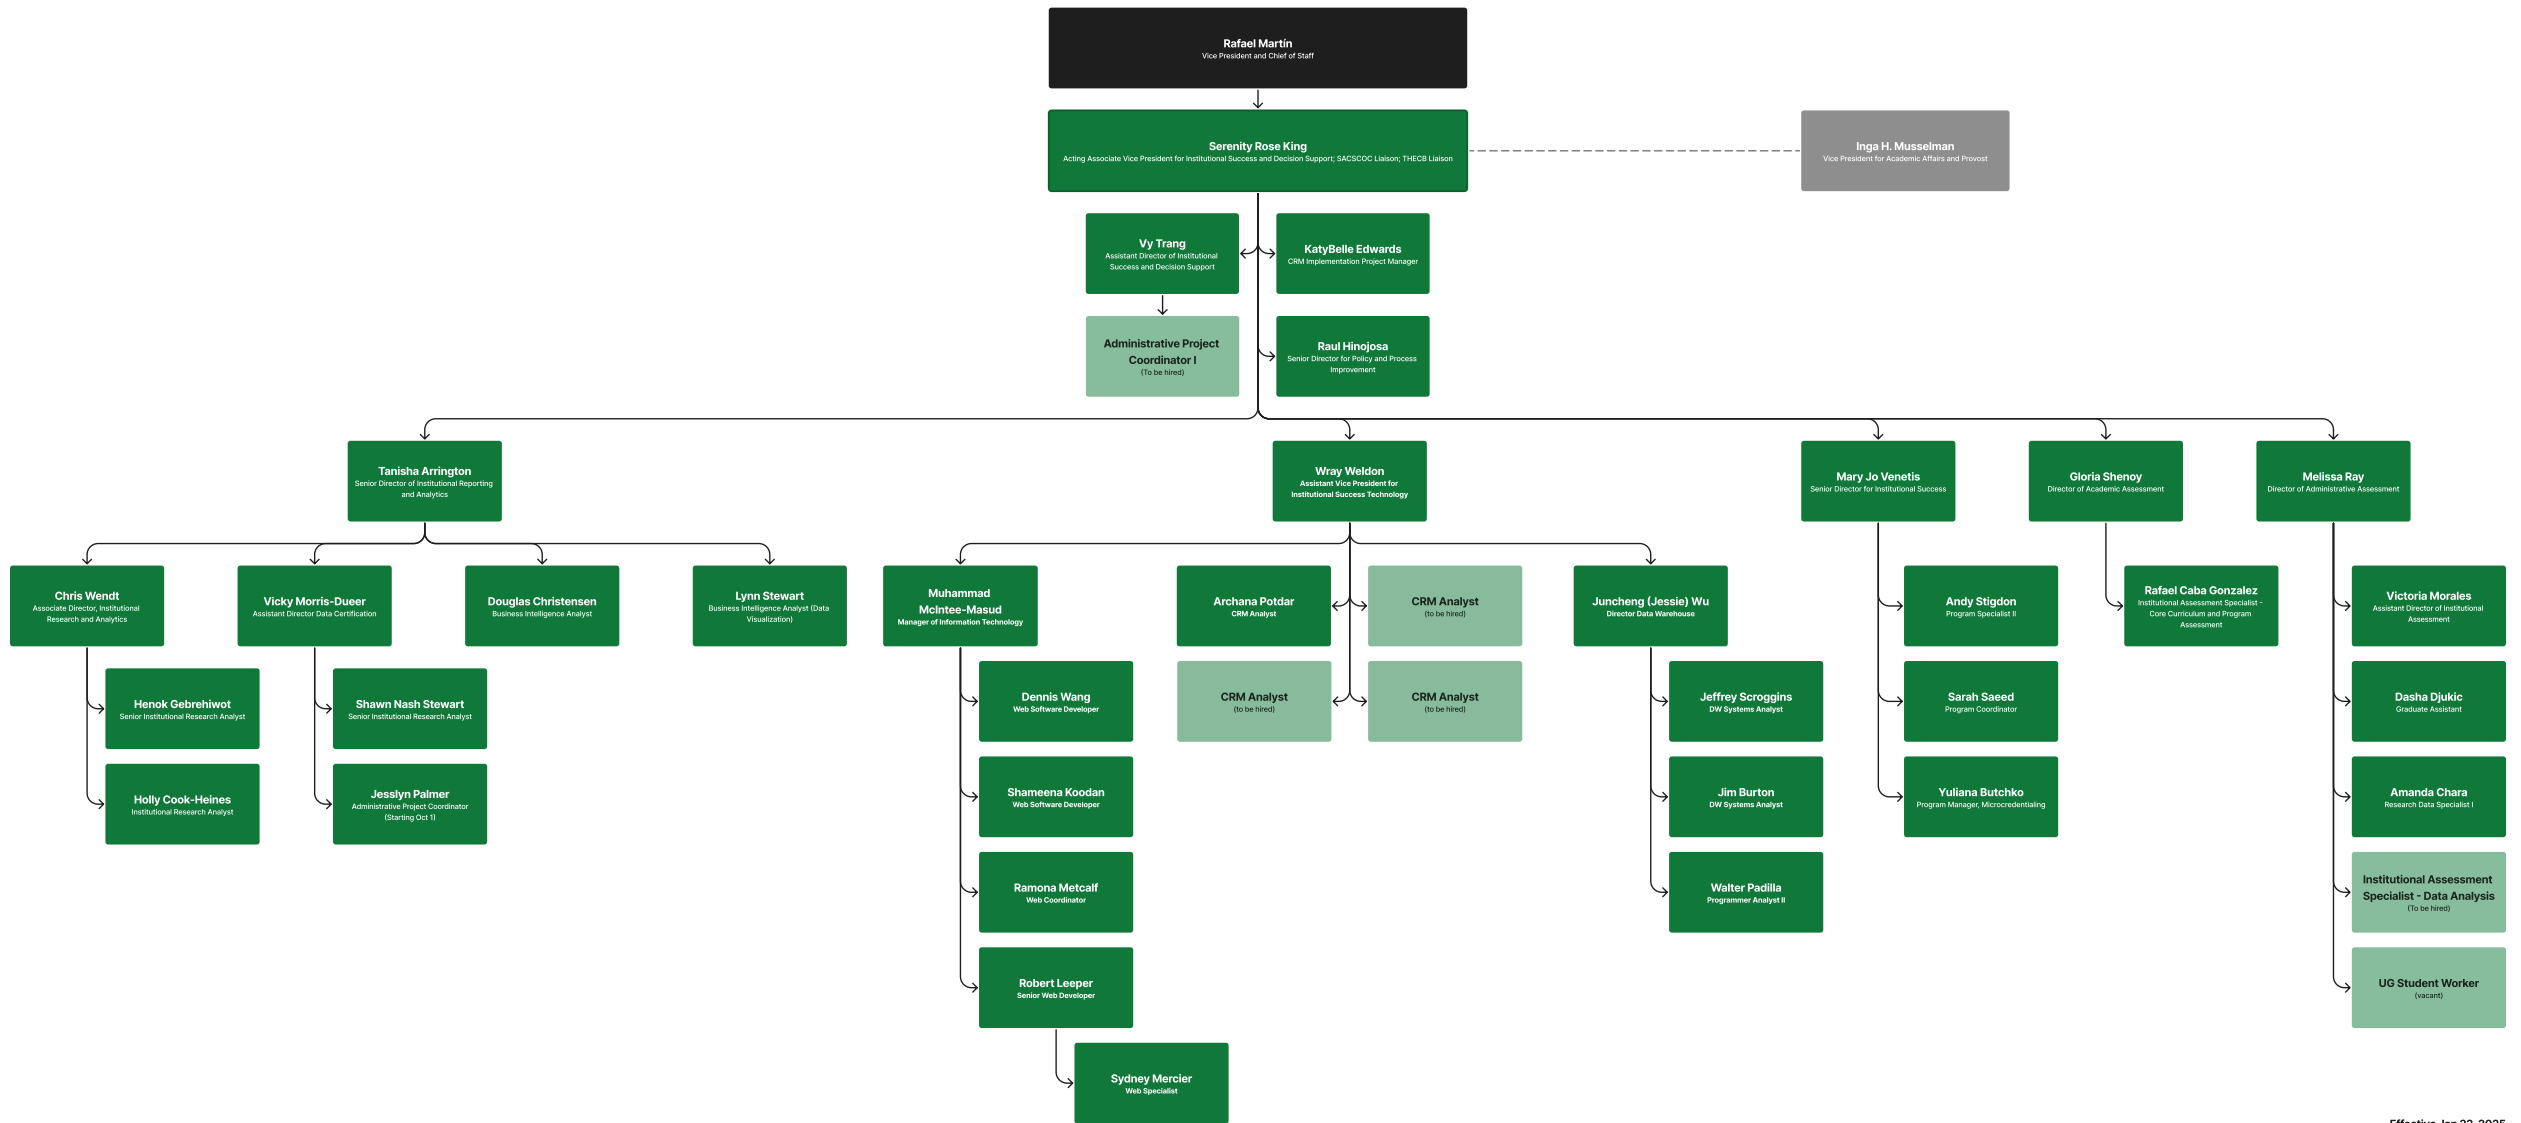 Rafael Martín
Vice President and Chief of Staff
Serenity Rose King
Acting Associate Vice President for Institutional Success and Decision Support; SACSCOC Liaison; THECB Liaison
Inga H. Musselman
Vice President for Academic Affairs and Provost
Vy Trang
Assistant Director of Institutional
Success and Decision Support
KatyBelle Edwards
CRM Implementation Project Manager
Administrative Project
Coordinator I
(To be hired)
Raul Hinojosa
Senior Director for Policy and Process
Improvement
Tanisha Arrington
Senior Director of Institutional Reporting
and Analytics
Wray Weldon
Assistant Vice President for
Institutional Success Technology
Mary Jo Venetis
Senior Director for Institutional Success
Gloria Shenoy
Director of Academic Assessment
Melissa Ray
Director of Administrative Assessment
Chris Wendt
Associate Director, Institutional
Research and Analytics
Vicky Morris-Dueer
Assistant Director Data Certification
Douglas Christensen
Business Intelligence Analyst
Lynn Stewart
Business Intelligence Analyst (Data
Visualization)
Muhammad
McIntee-Masud
Manager of Information Technology
Archana Potdar
CRM Analyst
CRM Analyst
(to be hired)
Juncheng (Jessie) Wu
Director Data Warehouse
Andy Stigdon
Program Specialist II
Rafael Caba Gonzalez
Institutional Assessment Specialist -
Core Curriculum and Program
Assessment
Victoria Morales
Assistant Director of Institutional
Assessment
Henok Gebrehiwot
Senior Institutional Research Analyst
Shawn Nash Stewart
Senior Institutional Research Analyst
Dennis Wang
Web Software Developer
CRM Analyst
(to be hired)
CRM Analyst
(to be hired)
Jeffrey Scroggins
DW Systems Analyst
Sarah Saeed
Program Coordinator
Dasha Djukic
Graduate Assistant
Holly Cook-Heines
Institutional Research Analyst
Jesslyn Palmer
Administrative Project Coordinator
(Starting Oct 1)
Shameena Koodan
Web Software Developer
Jim Burton
DW Systems Analyst
Yuliana Butchko
Program Manager, Microcredentialing
Amanda Chara
Research Data Specialist I
Ramona Metcalf
Web Coordinator
Walter Padilla
Programmer Analyst II
Institutional Assessment
Specialist - Data Analysis
(To be hired)
Robert Leeper
Senior Web Developer
UG Student Worker
(vacant)
Sydney Mercier
Web Specialist
Effective Jan 22, 2025